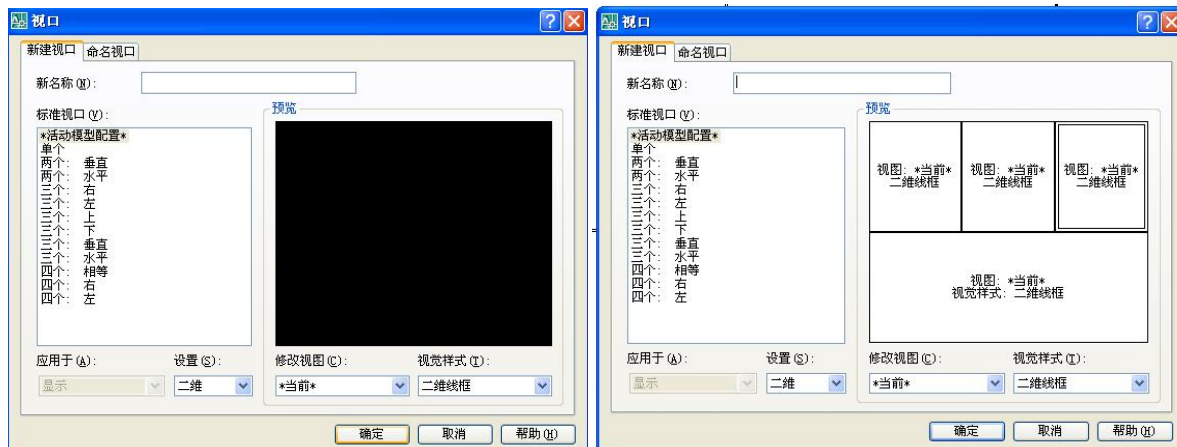 视口
新建视口 命名视口
新名称(N):
标准视口(V):
预览
*活动模型配置*
单个
两个: 垂直
两个: 水平
三个: 右
三个: 左
三个: 上
三个: 下
三个: 垂直
三个: 水平
四个: 相等
四个: 右
四个: 左
应用于(A): 设置(S): 修改视图(C): 视觉样式(T):
显示 二维 *当前* 二维线框
确定 取消 帮助(H)
视口
新建视口 命名视口
新名称(N):
标准视口(V):
预览
*活动模型配置*
单个
两个: 垂直
两个: 水平
三个: 右
三个: 左
三个: 上
三个: 下
三个: 垂直
三个: 水平
四个: 相等
四个: 右
四个: 左
视图: *当前*
二维线框
视图: *当前*
二维线框
视图: *当前*
二维线框
视图: *当前*
视觉样式: 二维线框
应用于(A): 设置(S): 修改视图(C): 视觉样式(T):
显示 二维 *当前* 二维线框
确定 取消 帮助(H)